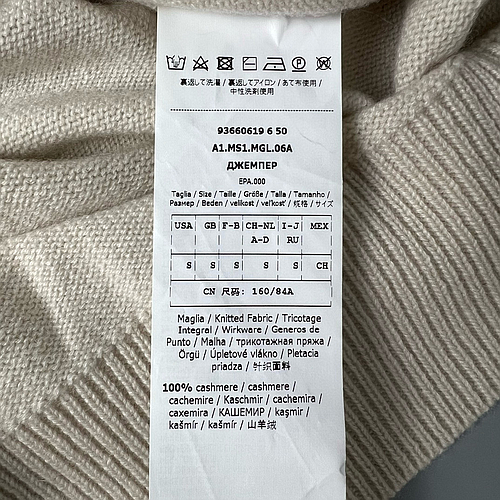 裏返して洗濯 / 裏返してアイロン / あて布使用 /
中性洗剤使用
93660619 6 50
A1.MS1.MGL.06A
ДЖЕМПЕР
EPA.000
Taglia / Size / Taille / Größe / Talla / Tamanho /
Размер / Beden / velikost / veľkosť / 规格 / サイズ
USA GB F-B CH-NL I-J MEX
A-D RU
S S S S S CH
CN 尺码: 160/84A
Maglia / Knitted Fabric / Tricotage
Integral / Wirkware / Generos de
Punto / Malha / трикотажная пряжа /
Örgü / Úpletové vlákno / Pletacia
priadza / 针织面料
100% cashmere / cashmere /
cachemire / Kaschmir / cachemira /
caxemira / КАШЕМИР / kaşmir /
kašmír / kašmír / 山羊绒